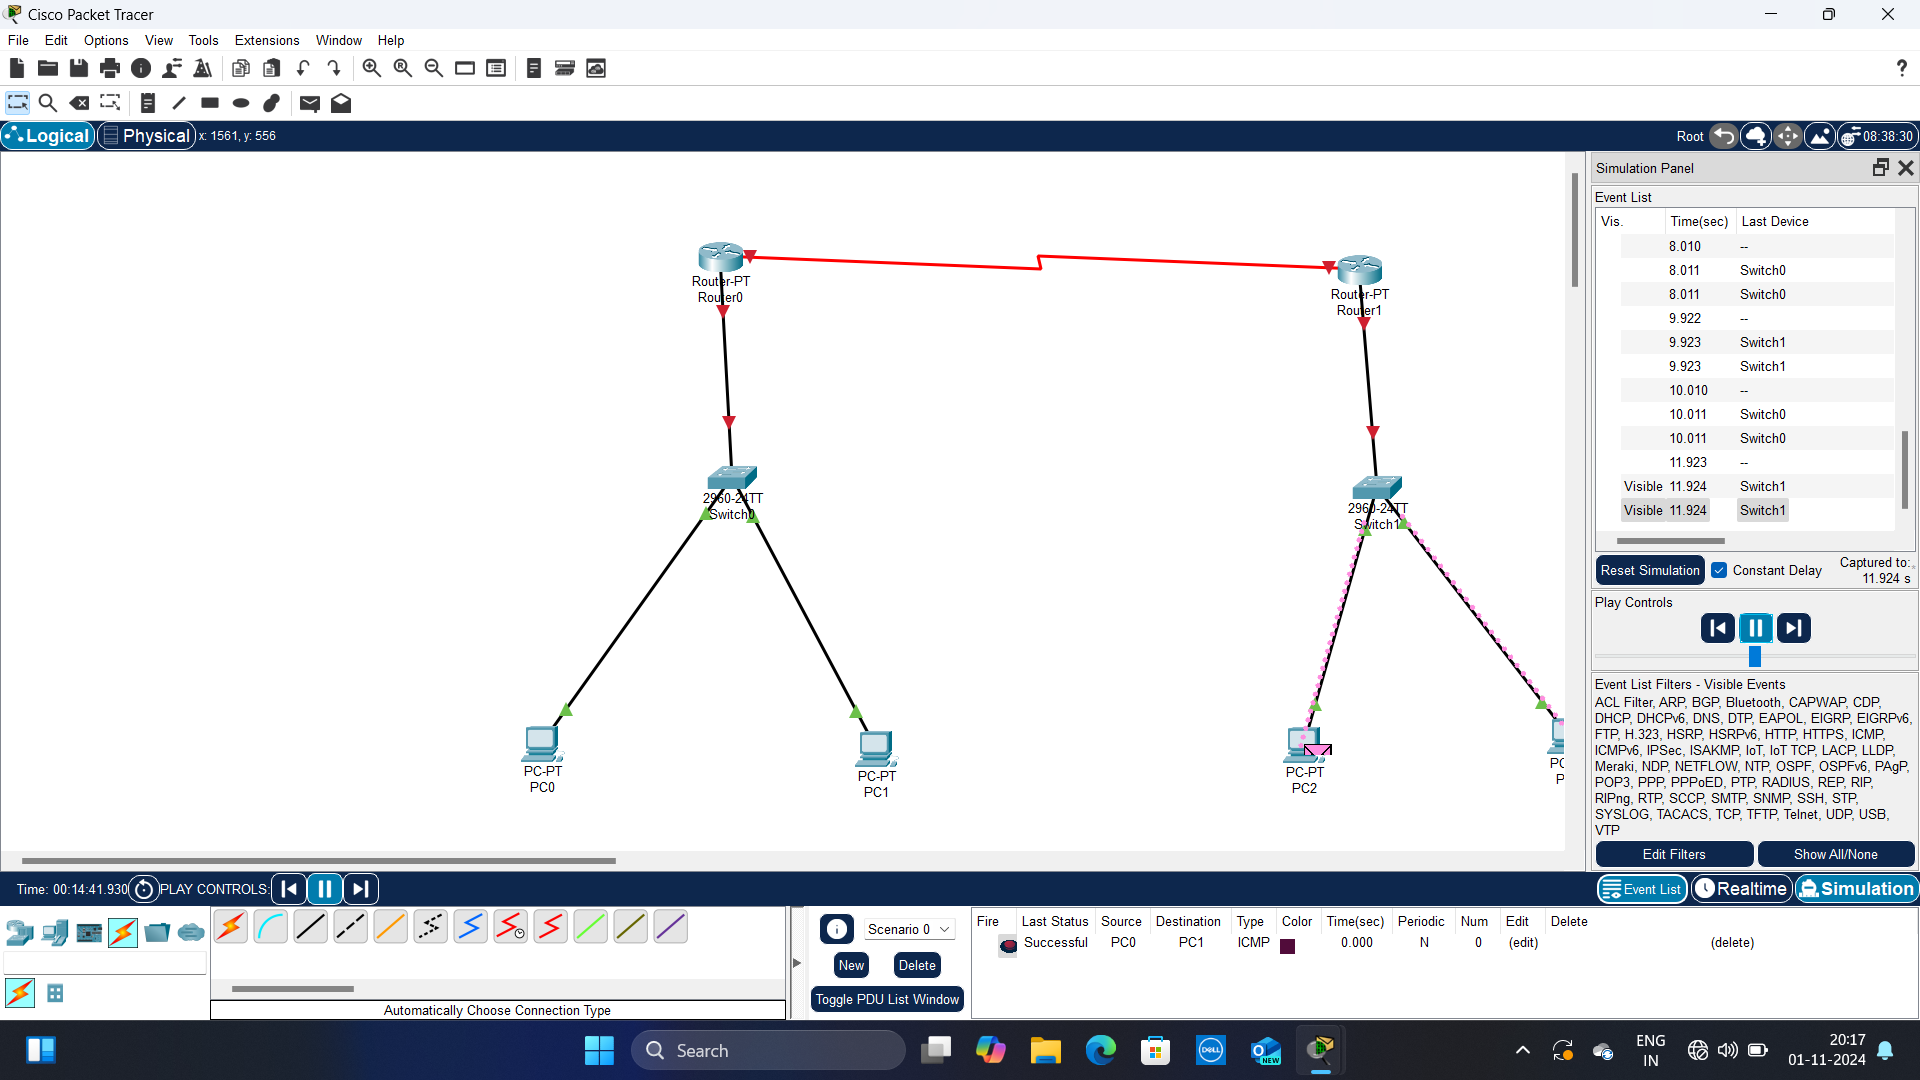 Cisco Packet Tracer
File Edit Options View Tools Extensions Window Help
?
Logical Physical x: 1561, y: 556 Root 08:38:30
Simulation Panel
Event List
Vis. Time(sec) Last Device
8.010 --
8.011 Switch0
8.011 Switch0
9.922 --
9.923 Switch1
9.923 Switch1
10.010 --
10.011 Switch0
10.011 Switch0
11.923 --
Visible 11.924 Switch1
Visible 11.924 Switch1
Reset Simulation Constant Delay Captured to:
11.924 s
Play Controls
Event List Filters - Visible Events
ACL Filter, ARP, BGP, Bluetooth, CAPWAP, CDP,
DHCP, DHCPv6, DNS, DTP, EAPOL, EIGRP, EIGRPv6,
FTP, H.323, HSRP, HSRPv6, HTTP, HTTPS, ICMP,
ICMPv6, IPSec, ISAKMP, IoT, IoT TCP, LACP, LLDP,
Meraki, NDP, NETFLOW, NTP, OSPF, OSPFv6, PAgP,
POP3, PPP, PPPoED, PTP, RADIUS, REP, RIP,
RIPng, RTP, SCCP, SMTP, SNMP, SSH, STP,
SYSLOG, TACACS, TCP, TFTP, Telnet, UDP, USB,
VTP
Edit Filters Show All/None
Router-PT
Router0
Router-PT
Router1
2960-24TT
Switch0
2960-24TT
Switch1
PC-PT
PC0
PC-PT
PC1
PC-PT
PC2
PC
P
Time: 00:14:41.930 PLAY CONTROLS: Event List Realtime Simulation
Automatically Choose Connection Type
Scenario 0
New Delete
Toggle PDU List Window
Fire Last Status Source Destination Type Color Time(sec) Periodic Num Edit Delete
Successful PC0 PC1 ICMP 0.000 N 0 (edit) (delete)
Search
DELL
NEW
ENG
IN
20:17
01-11-2024